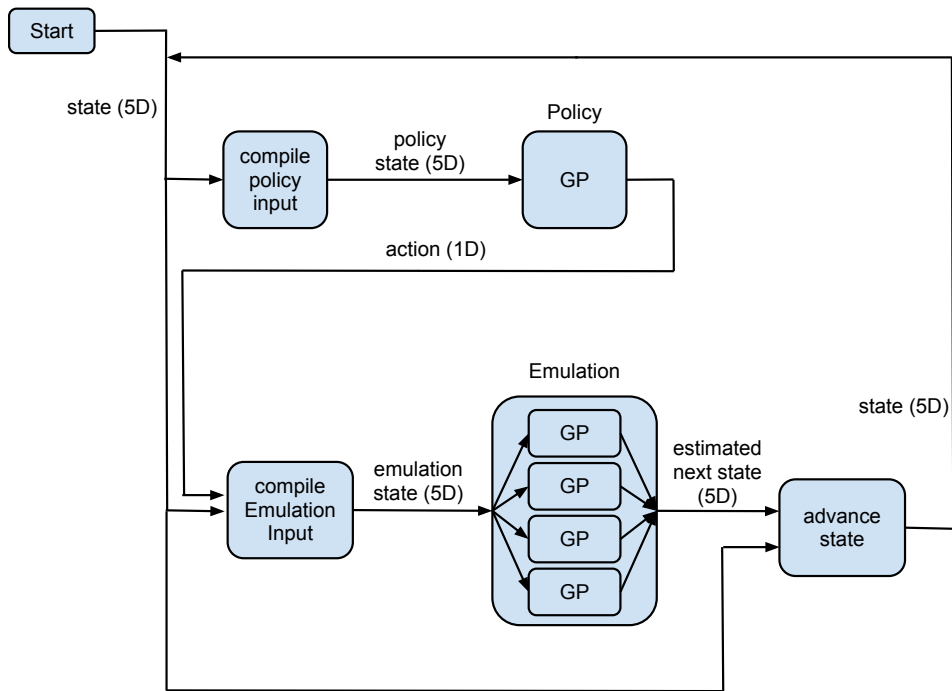 Start
state (5D)
Policy
compile
policy
input
policy
state (5D)
GP
action (1D)
Emulation
state (5D)
GP
GP
GP
GP
compile
Emulation
Input
emulation
state (5D)
estimated
next state
(5D)
advance
state